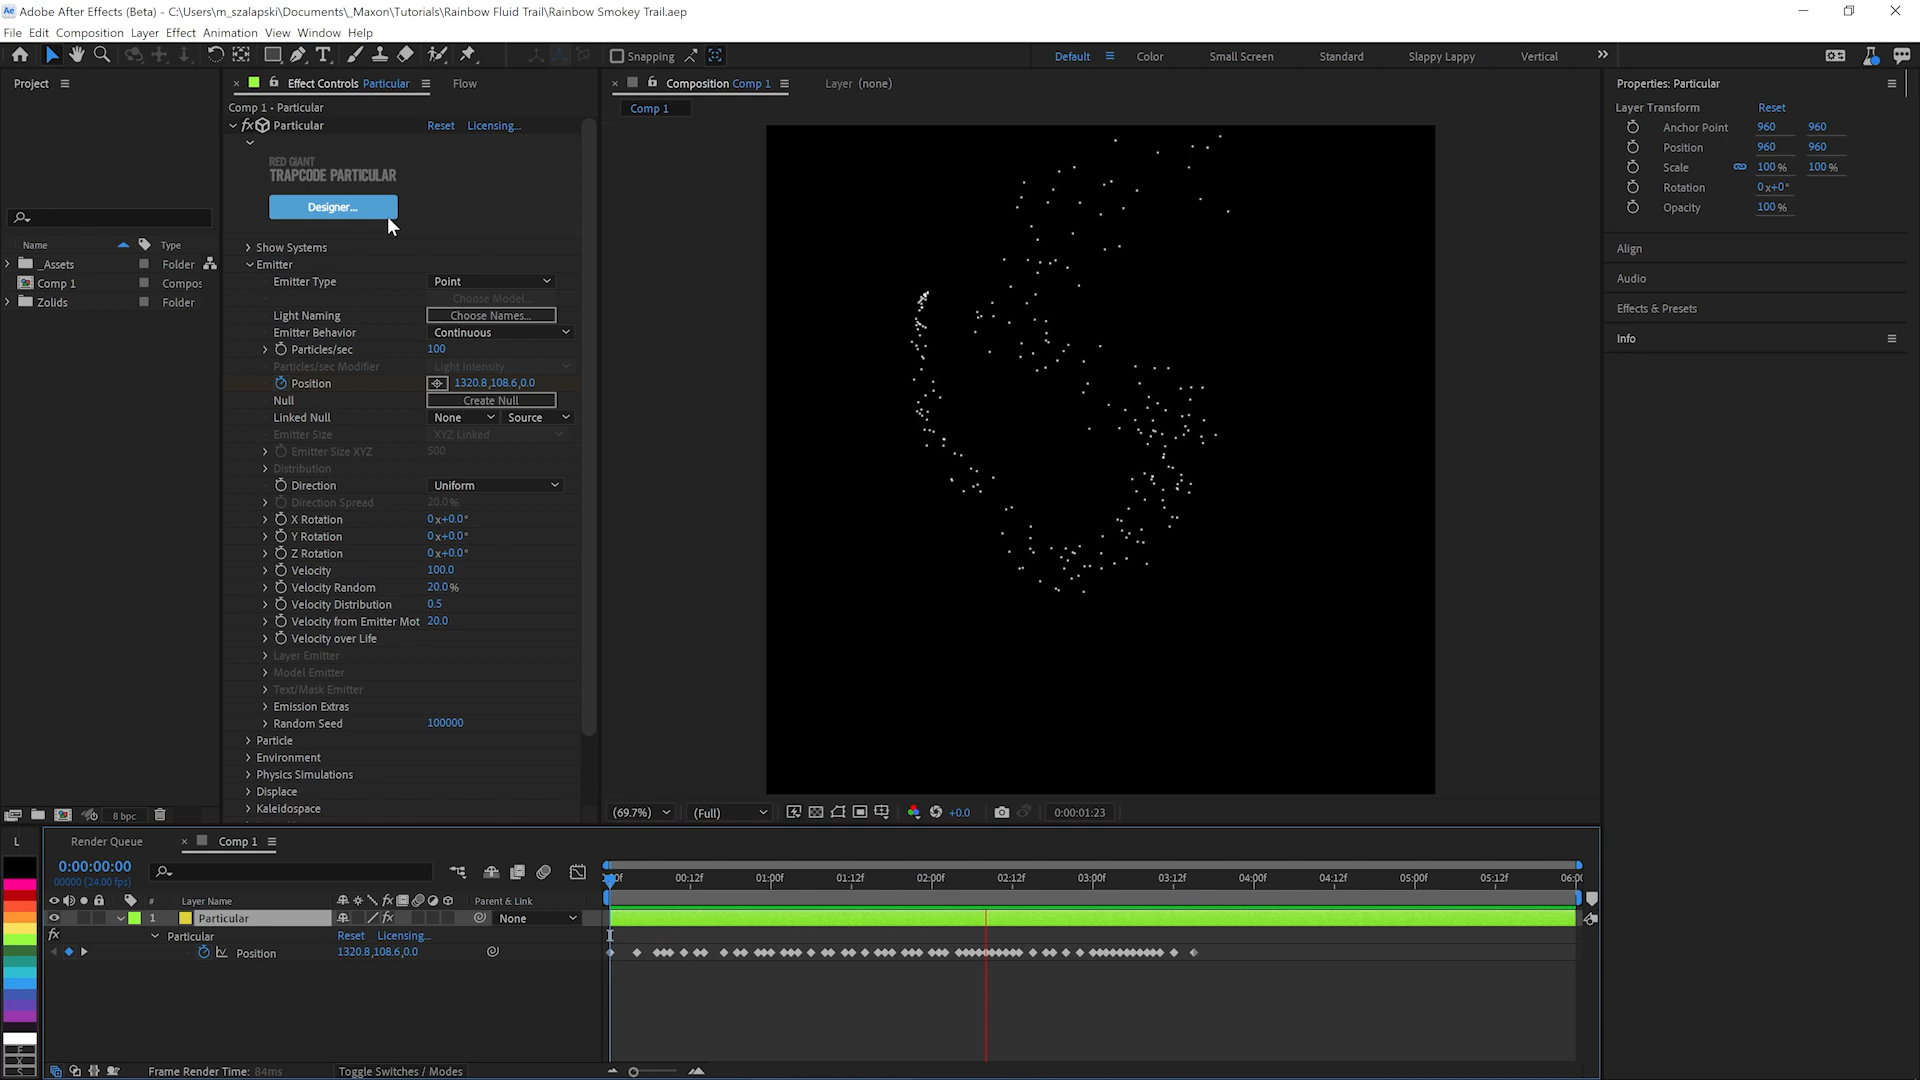 Adobe After Effects (Beta) - C:\Users\m_szalapski\Documents\_Maxon\Tutorials\Rainbow Fluid Trail\Rainbow Smokey Trail.aep
File Edit Composition Layer Effect Animation View Window Help
Snapping
Default
Color
Small Screen
Standard
Slappy Lappy
Vertical
Project
Name Type
_Assets Folder
Comp 1 Compos
Zolids Folder
8 bpc
Effect Controls Particular
Flow
Comp 1 - Particular
fx Particular Reset Licensing...
RED GIANT
TRAPCODE PARTICULAR
Designer...
Show Systems
Emitter
Emitter Type Point
Choose Model...
Light Naming Choose Names...
Emitter Behavior Continuous
Particles/sec 100
Particles/sec Modifier Light Intensity
Position 1320.8,108.6,0.0
Null Create Null
Linked Null None Source
Emitter Size XYZ Linked
Emitter Size XYZ 500
Distribution
Direction Uniform
Direction Spread 20.0%
X Rotation 0x+0.0°
Y Rotation 0x+0.0°
Z Rotation 0x+0.0°
Velocity 100.0
Velocity Random 20.0%
Velocity Distribution 0.5
Velocity from Emitter Mot 20.0
Velocity over Life
Layer Emitter
Model Emitter
Text/Mask Emitter
Emission Extras
Random Seed 100000
Particle
Environment
Physics Simulations
Displace
Kaleidospace
Composition Comp 1
Layer (none)
Comp 1
(69.7%) (Full) +0.0 0:00:01:23
Properties: Particular
Layer Transform Reset
Anchor Point 960 960
Position 960 960
Scale 100% 100%
Rotation 0x+0°
Opacity 100%
Align
Audio
Effects & Presets
Info
L
Render Queue
Comp 1
0:00:00:00
00000 (24.00 fps)
00:12f 01:00f 01:12f 02:00f 02:12f 03:00f 03:12f 04:00f 04:12f 05:00f 05:12f
# Layer Name fx Parent & Link
1 Particular fx None
fx Particular Reset Licensing...
Position 1320.8,108.6,0.0
F
X
S
Frame Render Time: 84ms
Toggle Switches / Modes